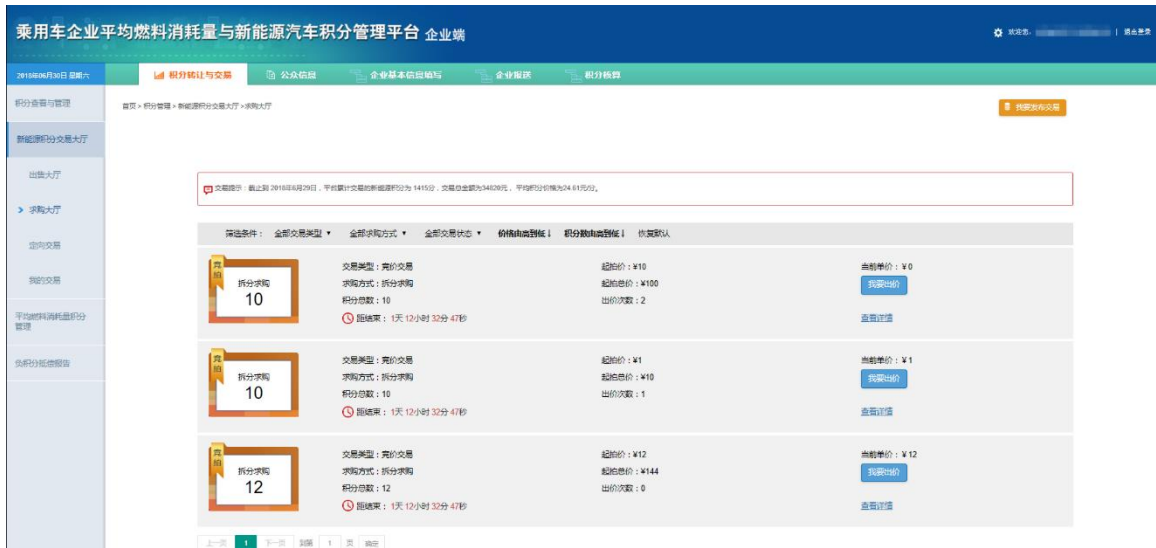 乘用车企业平均燃料消耗量与新能源汽车积分管理平台 企业端
欢迎您， | 退出登录
2018年06月30日 星期六
积分转让与交易 公众信息 企业基本信息填写 企业报送 积分核算
积分查看与管理
新能源积分交易大厅
出售大厅
求购大厅
定向交易
我的交易
平均燃料消耗量积分
管理
负积分抵偿报告
首页 > 积分管理 > 新能源积分交易大厅 > 求购大厅
我要发布交易
交易提示：截止到 2018年6月29日，平均累计交易的新能源积分为 1415分，交易总金额为34820元，平均积分价格为24.61元/分。
筛选条件： 全部交易类型 ▼ 全部求购方式 ▼ 全部交易状态 ▼ 价格由高到低↓ 积分数由高到低↓ 恢复默认
竞拍
拆分求购
10
交易类型：竞价交易
求购方式：拆分求购
积分总数：10
距结束： 1天 12小时 32分 47秒
起拍价：¥10
起拍总价：¥100
出价次数：2
当前单价：¥0
我要出价
查看详情
竞拍
拆分求购
10
交易类型：竞价交易
求购方式：拆分求购
积分总数：10
距结束： 1天 12小时 32分 47秒
起拍价：¥1
起拍总价：¥10
出价次数：1
当前单价：¥1
我要出价
查看详情
竞拍
拆分求购
12
交易类型：竞价交易
求购方式：拆分求购
积分总数：12
距结束： 1天 12小时 32分 47秒
起拍价：¥12
起拍总价：¥144
出价次数：0
当前单价：¥12
我要出价
查看详情
上一页 1 下一页 到第 1 页 确定